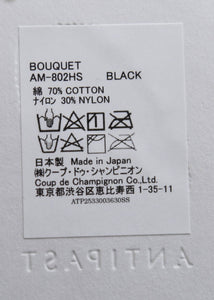 BOUQUET
AM-802HS BLACK
綿 70% COTTON
ナイロン 30% NYLON
日本製 Made in Japan
㈱クープ・ドゥ・シャンピニオン
Coup de Champignon Co., Ltd.
東京都渋谷区恵比寿西 1-35-11
ATP2533003630SS
ANTIPAST